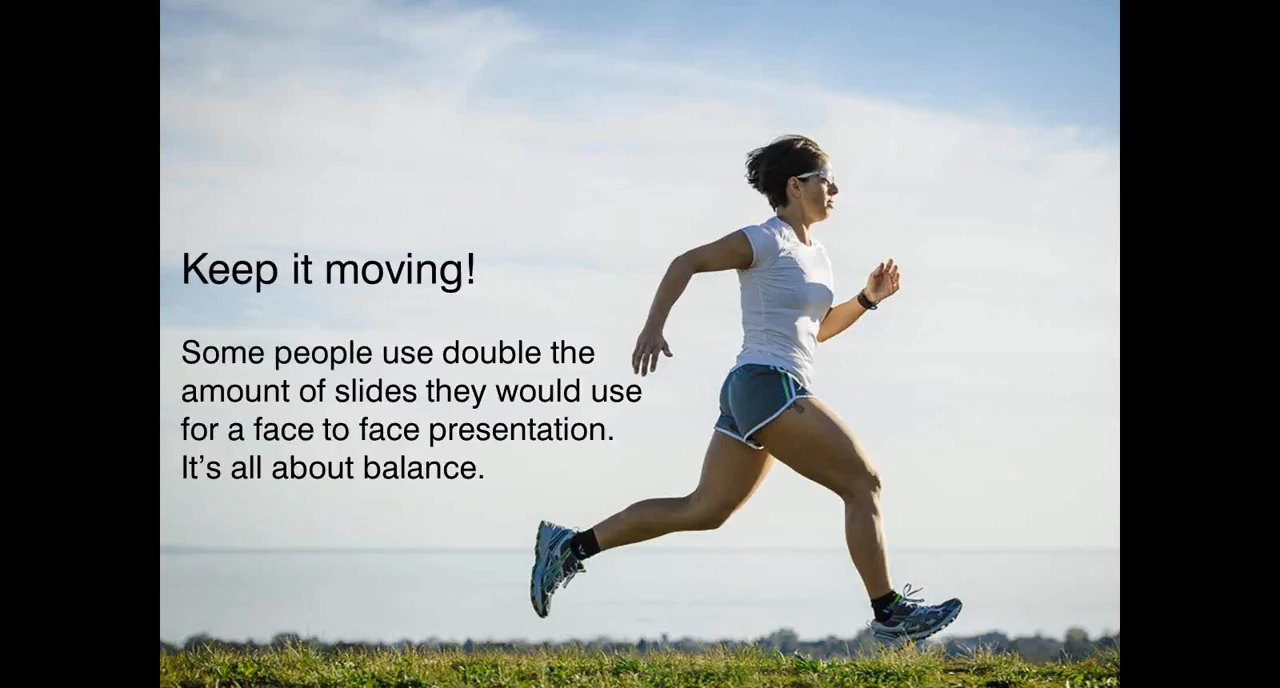 Keep it moving!
Some people use double the
amount of slides they would use
for a face to face presentation.
It’s all about balance.